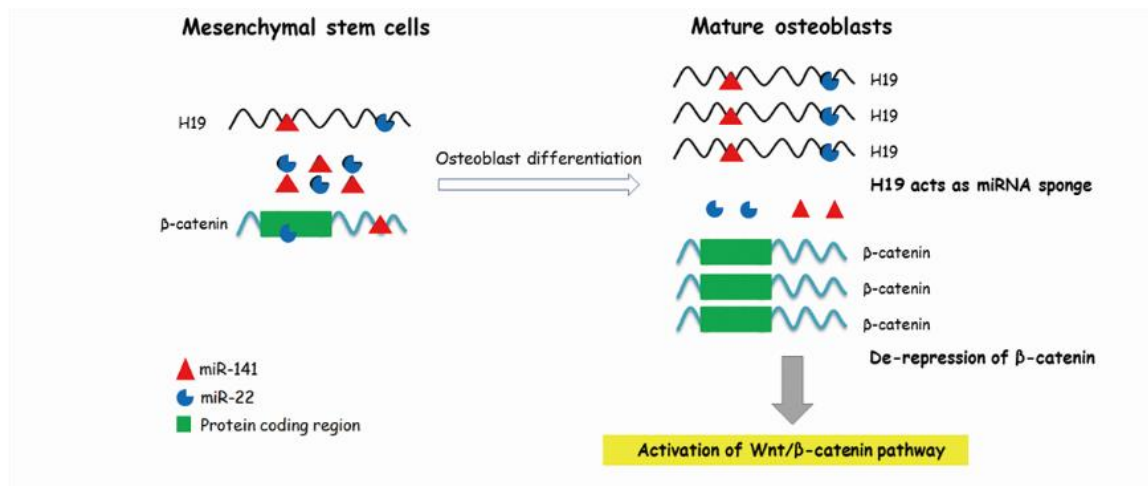 Mesenchymal stem cells
Mature osteoblasts
H19
H19
H19
H19
Osteoblast differentiation
H19 acts as miRNA sponge
β-catenin
β-catenin
β-catenin
β-catenin
De-repression of β-catenin
miR-141
miR-22
Protein coding region
Activation of Wnt/β-catenin pathway